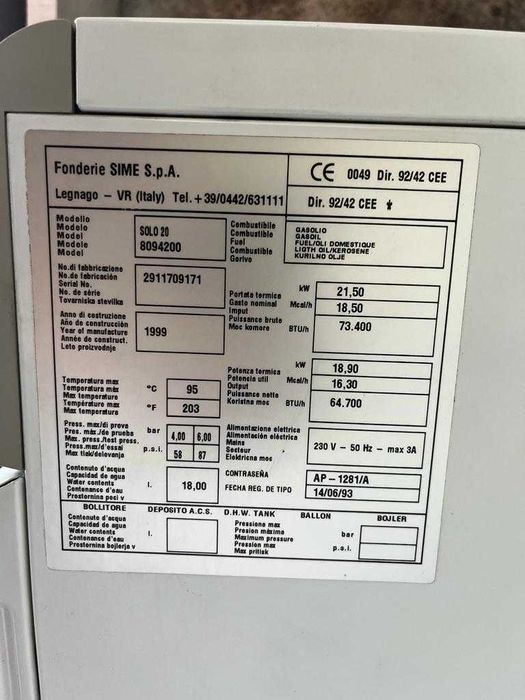 Fonderie SIME S.p.A.
Legnago – VR (Italy) Tel. +39/0442/631111
CE 0049 Dir. 92/42 CEE
Dir. 92/42 CEE
Modello
Modelo
Model
Modele
Model
SOLO 20
8094200
Combustibile
Combustible
Fuel
Combustible
Gorivo
GASOLIO
GASOIL
FUEL/OLI DOMESTIQUE
LIGTH OIL/KEROSENE
KURILNO OLJE
No.di fabbricazione
No.de fabricación
Serial No.
No. de série
Tovarniska stevilka
2911709171
Anno di costruzione
Año de construcción
Year of manufacture
Année de construct.
Leto proizvodnje
1999
Portata termica
Gasto nominal
Imput
Puissance brute
Moc komore
kW 21,50
Mcal/h 18,50
BTU/h 73.400
Potenza termica
Potencia util
Output
Puissance nette
Koristna moc
kW 18,90
Mcal/h 16,30
BTU/h 64.700
Temperatura max
Temperatura máx
Max temperature
Température max
Max temperatura
°C 95
°F 203
Press. max/di prova
Pres. máx./de prueba
Max. press./test press.
Press.max/d'essai
Max tlak/delovanje
bar 4,00 6,00
p.s.i. 58 87
Alimentazione elettrica
Alimentación eléctrica
Mains
Secteur
Elektricna moc
230 V – 50 Hz – max 3A
Contenuto d'acqua
Capacidad de agua
Water contents
Contenance d'eau
Prostornina peci v
l. 18,00
CONTRASEÑA
FECHA REG. DE TIPO
AP – 1281/A
14/06/93
BOLLITORE DEPOSITO A.C.S. D.H.W. TANK BALLON BOJLER
Contenuto d'acqua
Capacidad de agua
Water contents
Contenance d'eau
Prostornina bojlerja v
l.
Pressione max
Presion máxima
Maximum pressure
Pression max
Max pritisk
bar
p.s.i.